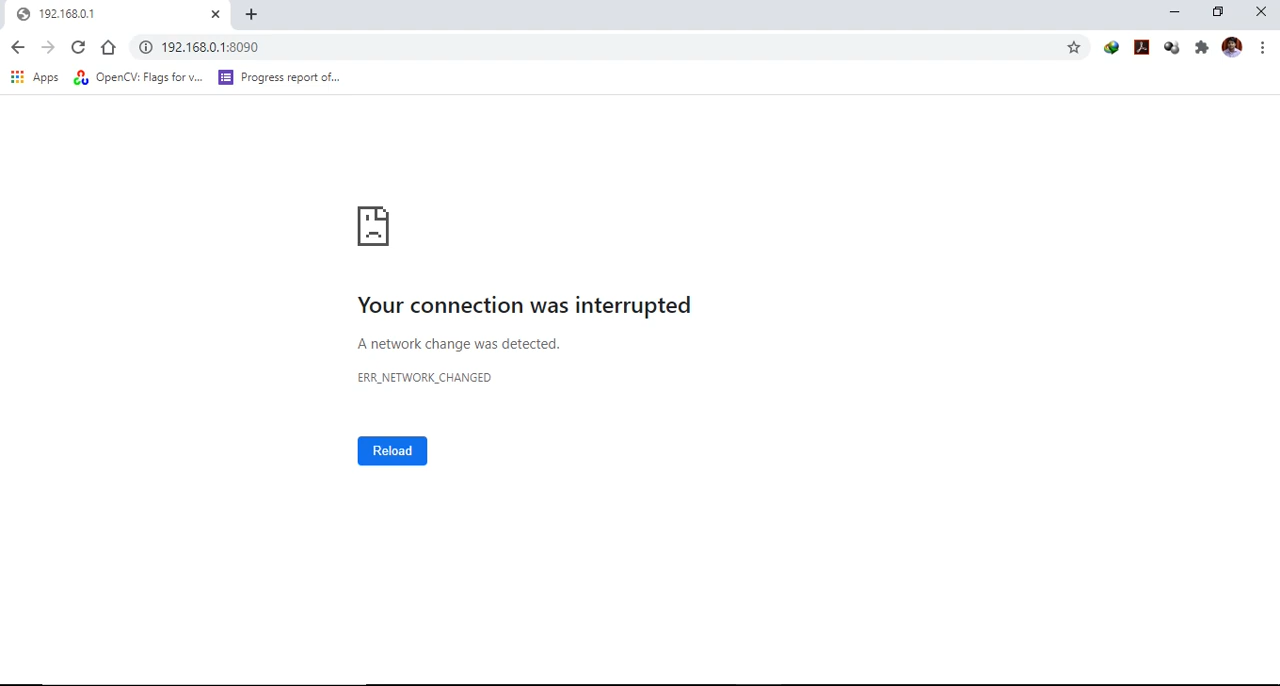 192.168.0.1
192.168.0.1:8090
Apps OpenCV: Flags for v... Progress report of...
Your connection was interrupted
A network change was detected.
ERR_NETWORK_CHANGED
Reload